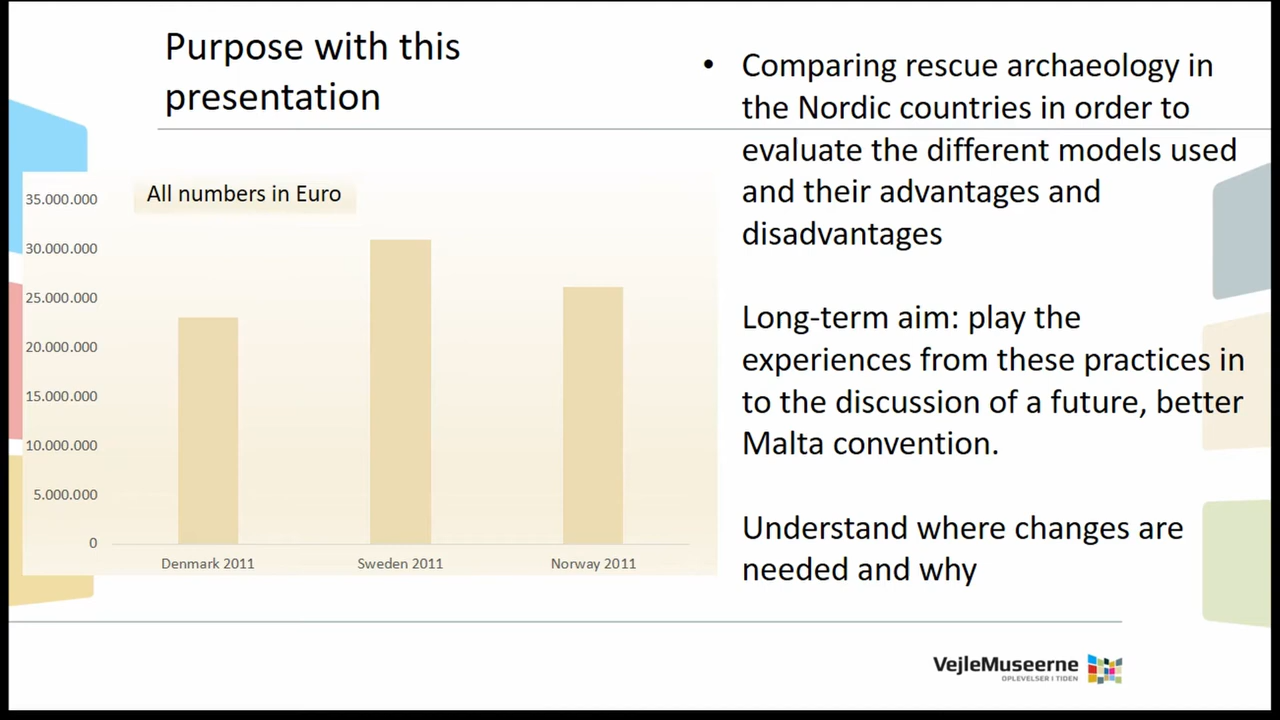 Purpose with this
presentation
All numbers in Euro
35.000.000
30.000.000
25.000.000
20.000.000
15.000.000
10.000.000
5.000.000
0
Denmark 2011
Sweden 2011
Norway 2011
• Comparing rescue archaeology in
the Nordic countries in order to
evaluate the different models used
and their advantages and
disadvantages
Long-term aim: play the
experiences from these practices in
to the discussion of a future, better
Malta convention.
Understand where changes are
needed and why
VejleMuseerne
OPLEVELSER I TIDEN